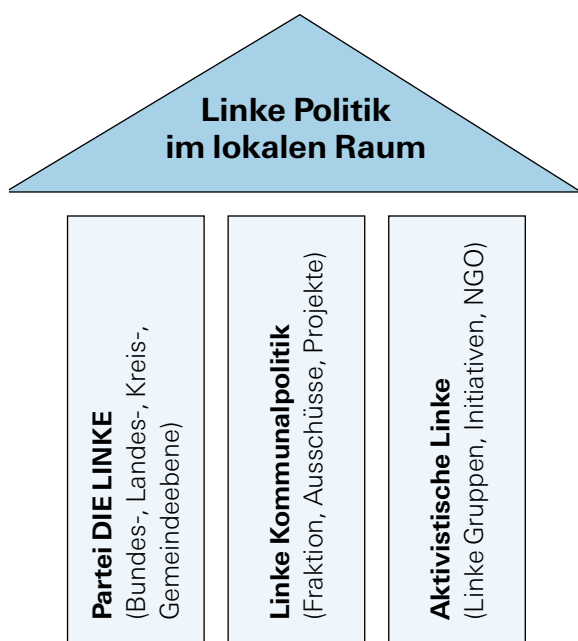 Linke Politik
im lokalen Raum
Partei DIE LINKE
(Bundes-, Landes-, Kreis-,
Gemeindeebene)
Linke Kommunalpolitik
(Fraktion, Ausschüsse, Projekte)
Aktivistische Linke
(Linke Gruppen, Initiativen, NGO)